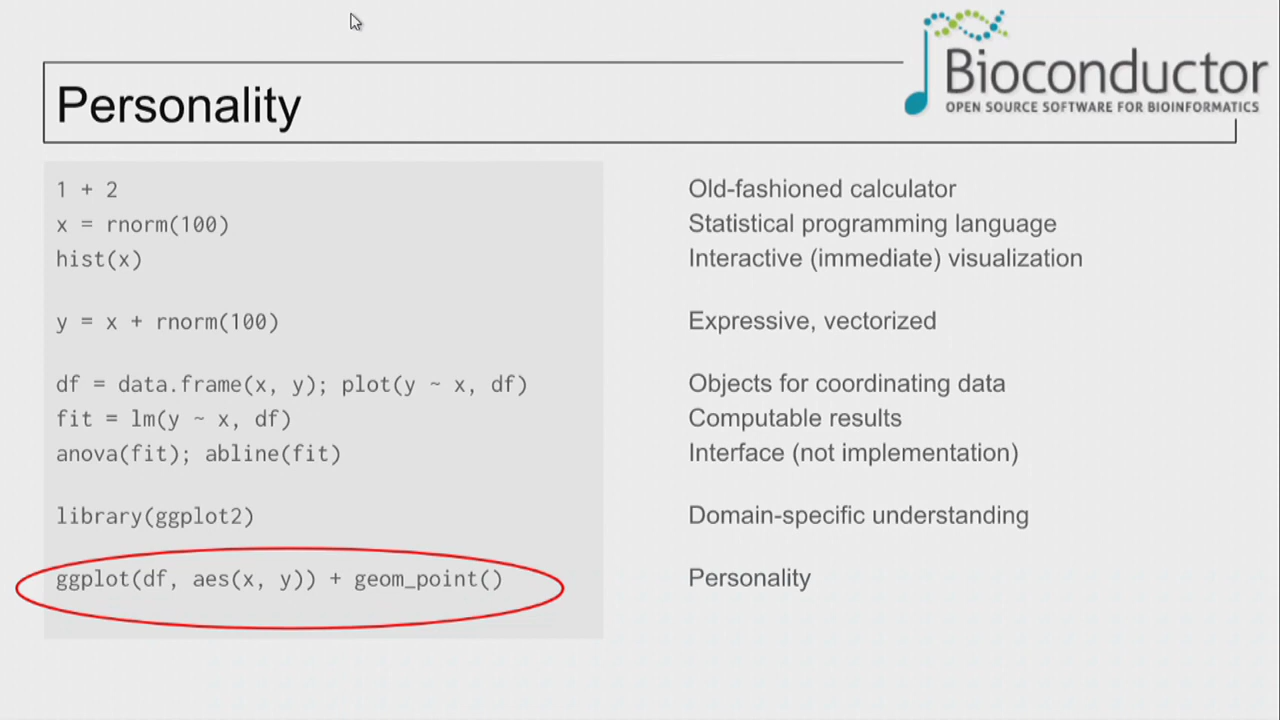 Bioconductor
OPEN SOURCE SOFTWARE FOR BIOINFORMATICS
Personality
1 + 2
Old-fashioned calculator
x = rnorm(100)
Statistical programming language
hist(x)
Interactive (immediate) visualization
y = x + rnorm(100)
Expressive, vectorized
df = data.frame(x, y); plot(y ~ x, df)
Objects for coordinating data
fit = lm(y ~ x, df)
Computable results
anova(fit); abline(fit)
Interface (not implementation)
library(ggplot2)
Domain-specific understanding
ggplot(df, aes(x, y)) + geom_point()
Personality